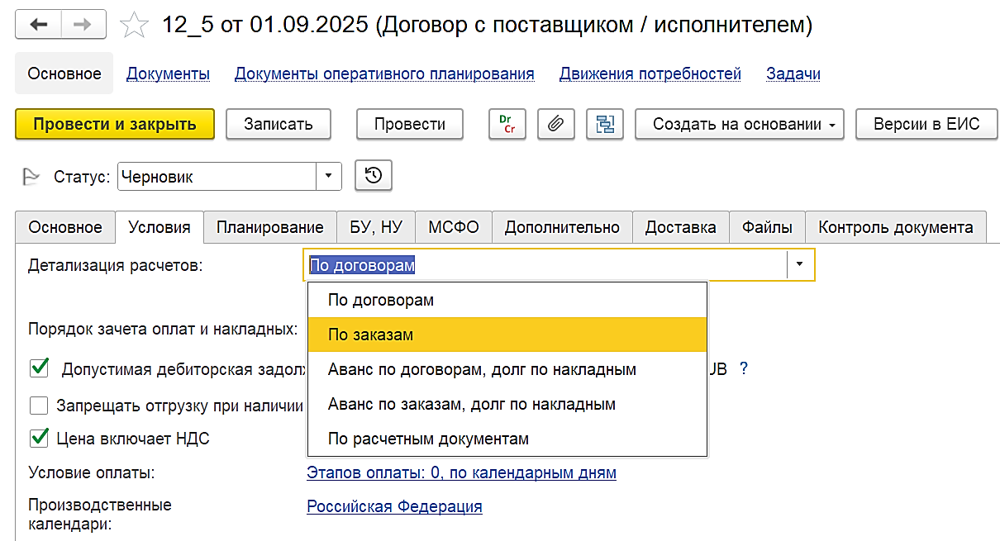 12_5 от 01.09.2025 (Договор с поставщиком / исполнителем)
Основное Документы Документы оперативного планирования Движения потребностей Задачи
Провести и закрыть Записать Провести Dr Cr Создать на основании Версии в ЕИС
Статус: Черновик
Основное Условия Планирование БУ, НУ МСФО Дополнительно Доставка Файлы Контроль документа
Детализация расчетов: По договорам
По договорам
Порядок зачета оплат и накладных:
По заказам
Допустимая дебиторская Аванс по договорам, долг по накладным ?
Запрещать отгрузку при наличии Аванс по заказам, долг по накладным
Цена включает НДС По расчетным документам
Условие оплаты: Этапов оплаты: 0, по календарным дням
Производственные Российская Федерация
календари: